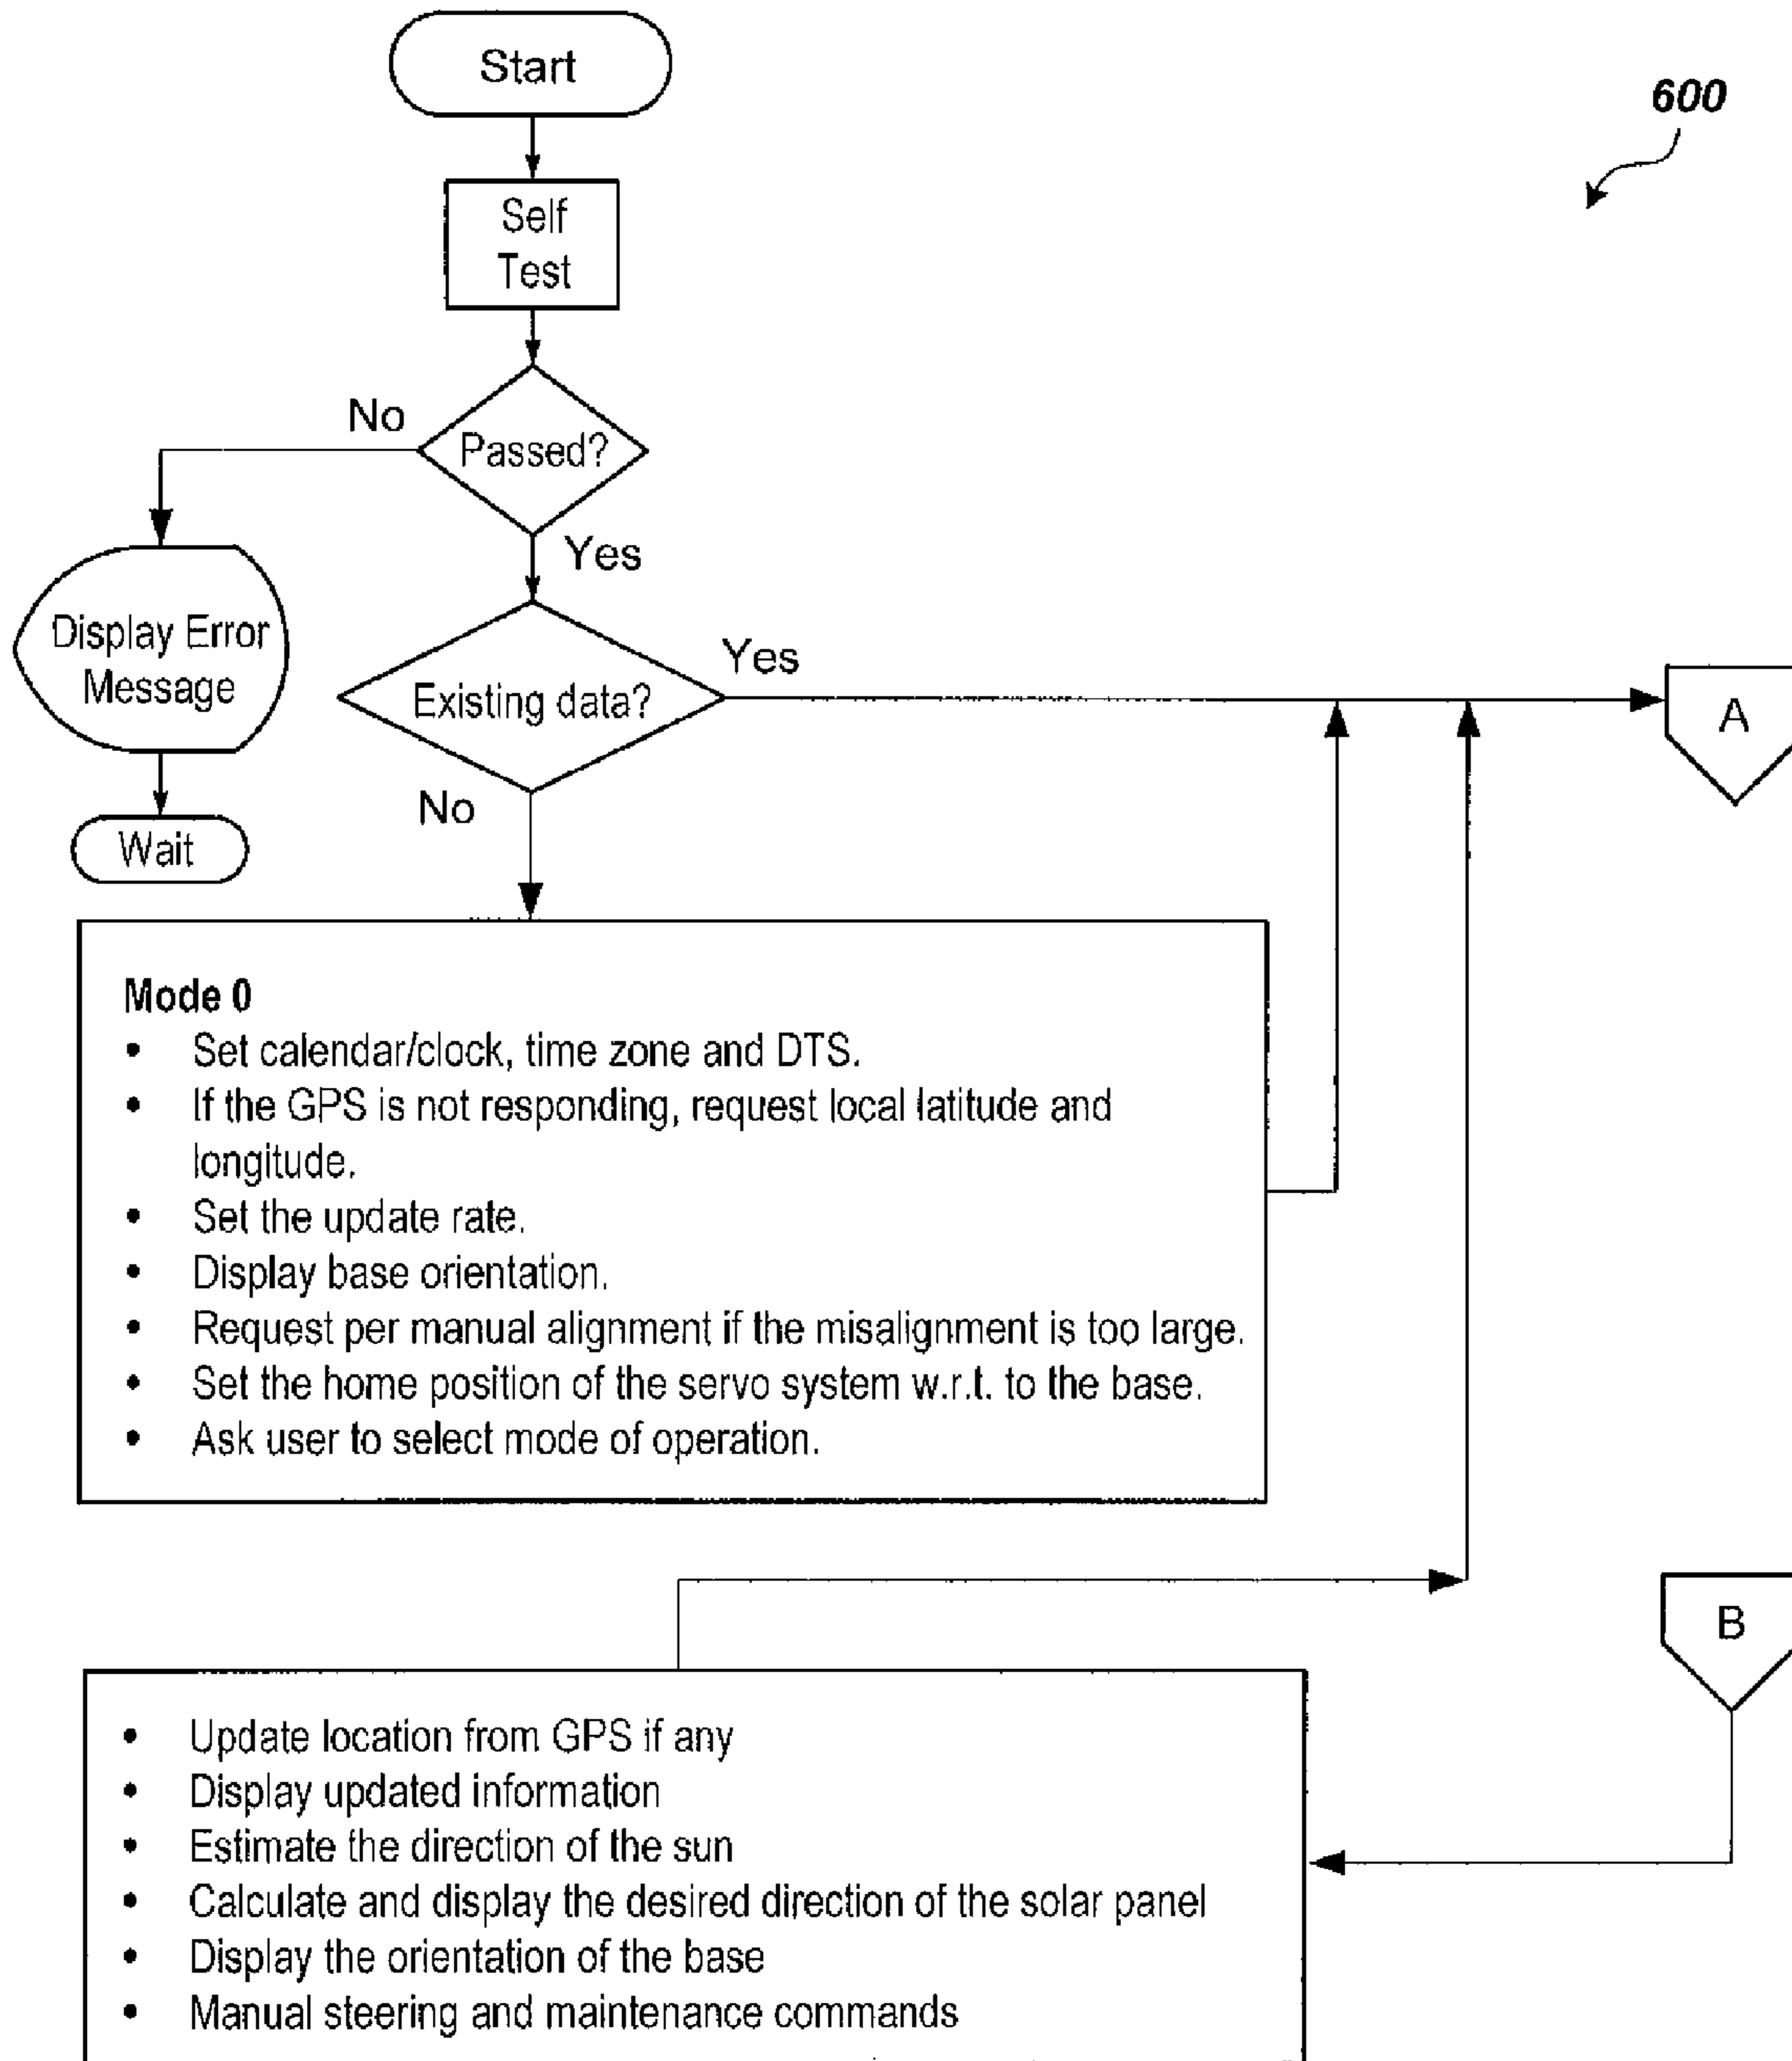 Start
600
Self
Test
No
Passed?
Yes
Display Error
Message
Existing data?
Yes
A
No
Wait
Mode 0
• Set calendar/clock, time zone and DTS.
• If the GPS is not responding, request local latitude and
longitude.
• Set the update rate.
• Display base orientation.
• Request per manual alignment if the misalignment is too large.
• Set the home position of the servo system w.r.t. to the base.
• Ask user to select mode of operation.
B
• Update location from GPS if any
• Display updated information
• Estimate the direction of the sun
• Calculate and display the desired direction of the solar panel
• Display the orientation of the base
• Manual steering and maintenance commands